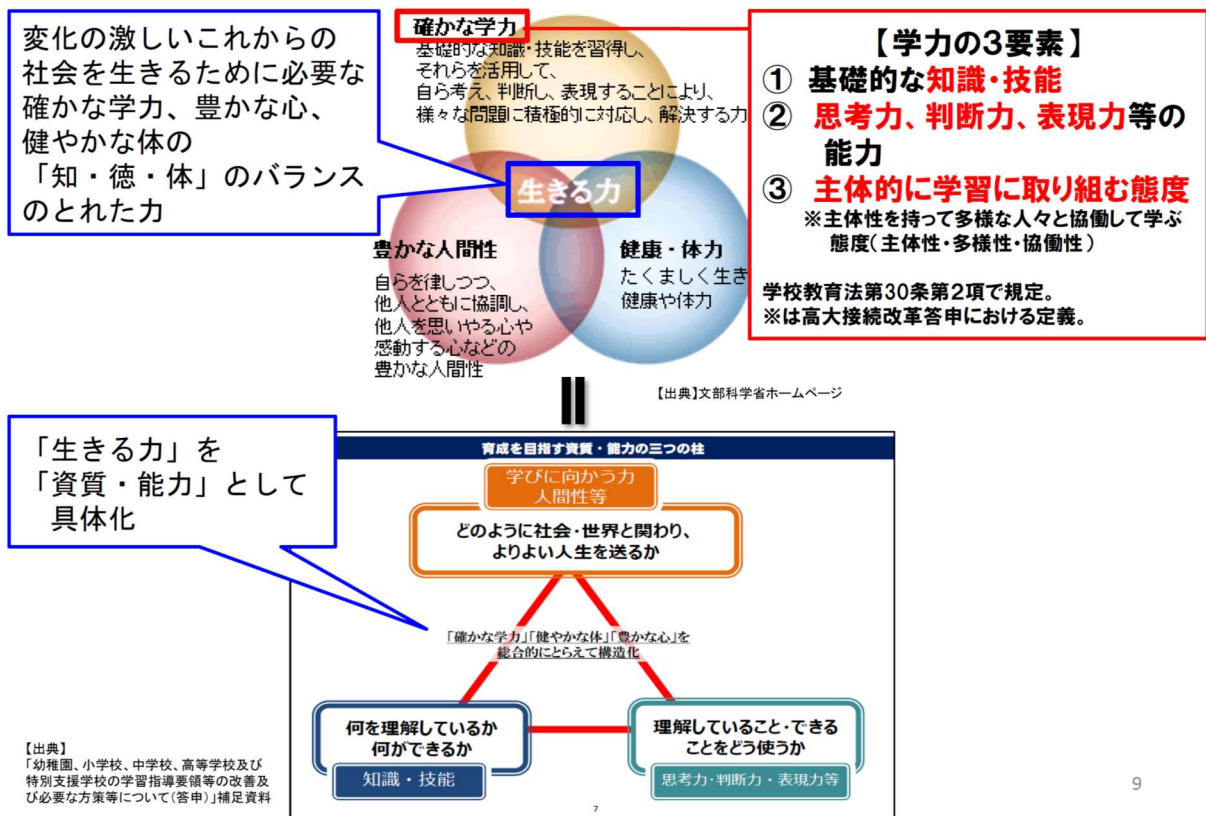 変化の激しいこれからの
社会を生きるために必要な
確かな学力、豊かな心、
健やかな体の
「知・徳・体」のバランス
のとれた力
確かな学力
基礎的な知識・技能を習得し、
それらを活用して、
自ら考え、判断し、表現することにより、
様々な問題に積極的に対応し、解決する力
生きる力
豊かな人間性
自らを律しつつ、
他人とともに協調し、
他人を思いやる心や
感動する心などの
豊かな人間性
健康・体力
たくましく生き
健康や体力
【学力の3要素】
① 基礎的な知識・技能
② 思考力、判断力、表現力等の
能力
③ 主体的に学習に取り組む態度
※主体性を持って多様な人々と協働して学ぶ
態度(主体性・多様性・協働性)
学校教育法第30条第2項で規定。
※は高大接続改革答申における定義。
【出典】文部科学省ホームページ
「生きる力」を
「資質・能力」として
具体化
育成を目指す資質・能力の三つの柱
学びに向かう力
人間性等
どのように社会・世界と関わり、
よりよい人生を送るか
「確かな学力」「健やかな体」「豊かな心」を
総合的にとらえて構造化
何を理解しているか
何ができるか
知識・技能
理解していること・できる
ことをどう使うか
思考力・判断力・表現力等
7
【出典】
「幼稚園、小学校、中学校、高等学校及び
特別支援学校の学習指導要領等の改善及
び必要な方策等について(答申)」補足資料
9